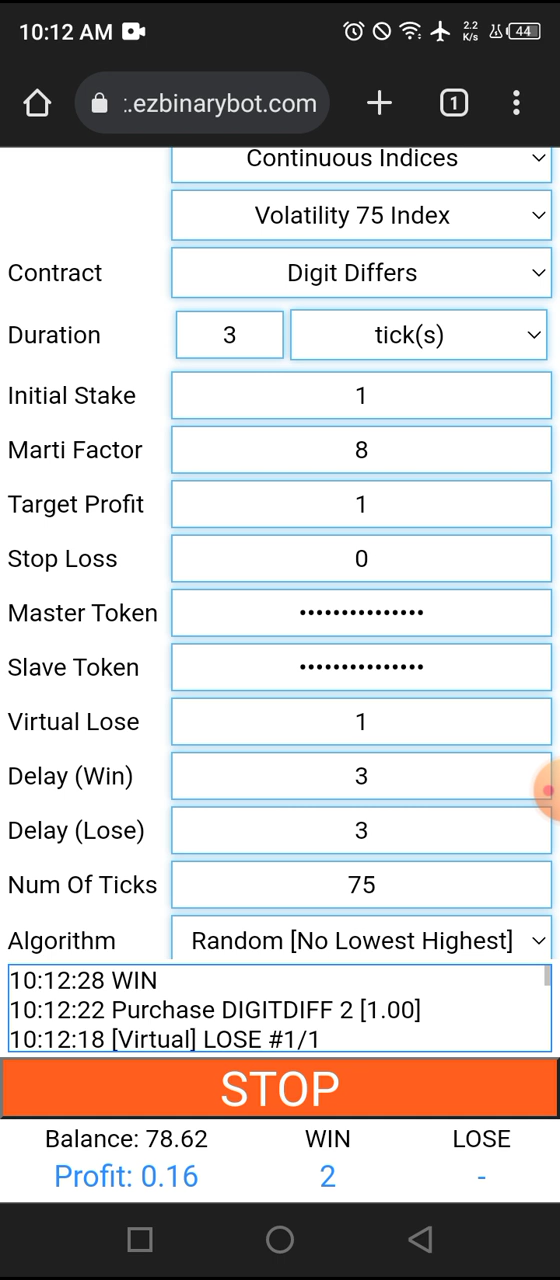 10:12 AM
2.2
K/s
44
:.ezbinarybot.com
1
Continuous Indices
Volatility 75 Index
Contract Digit Differs
Duration 3 tick(s)
Initial Stake 1
Marti Factor 8
Target Profit 1
Stop Loss 0
Master Token •••••••••••••••
Slave Token •••••••••••••••
Virtual Lose 1
Delay (Win) 3
Delay (Lose) 3
Num Of Ticks 75
Algorithm Random [No Lowest Highest]
10:12:28 WIN
10:12:22 Purchase DIGITDIFF 2 [1.00]
10:12:18 [Virtual] LOSE #1/1
STOP
Balance: 78.62 WIN LOSE
Profit: 0.16 2 -